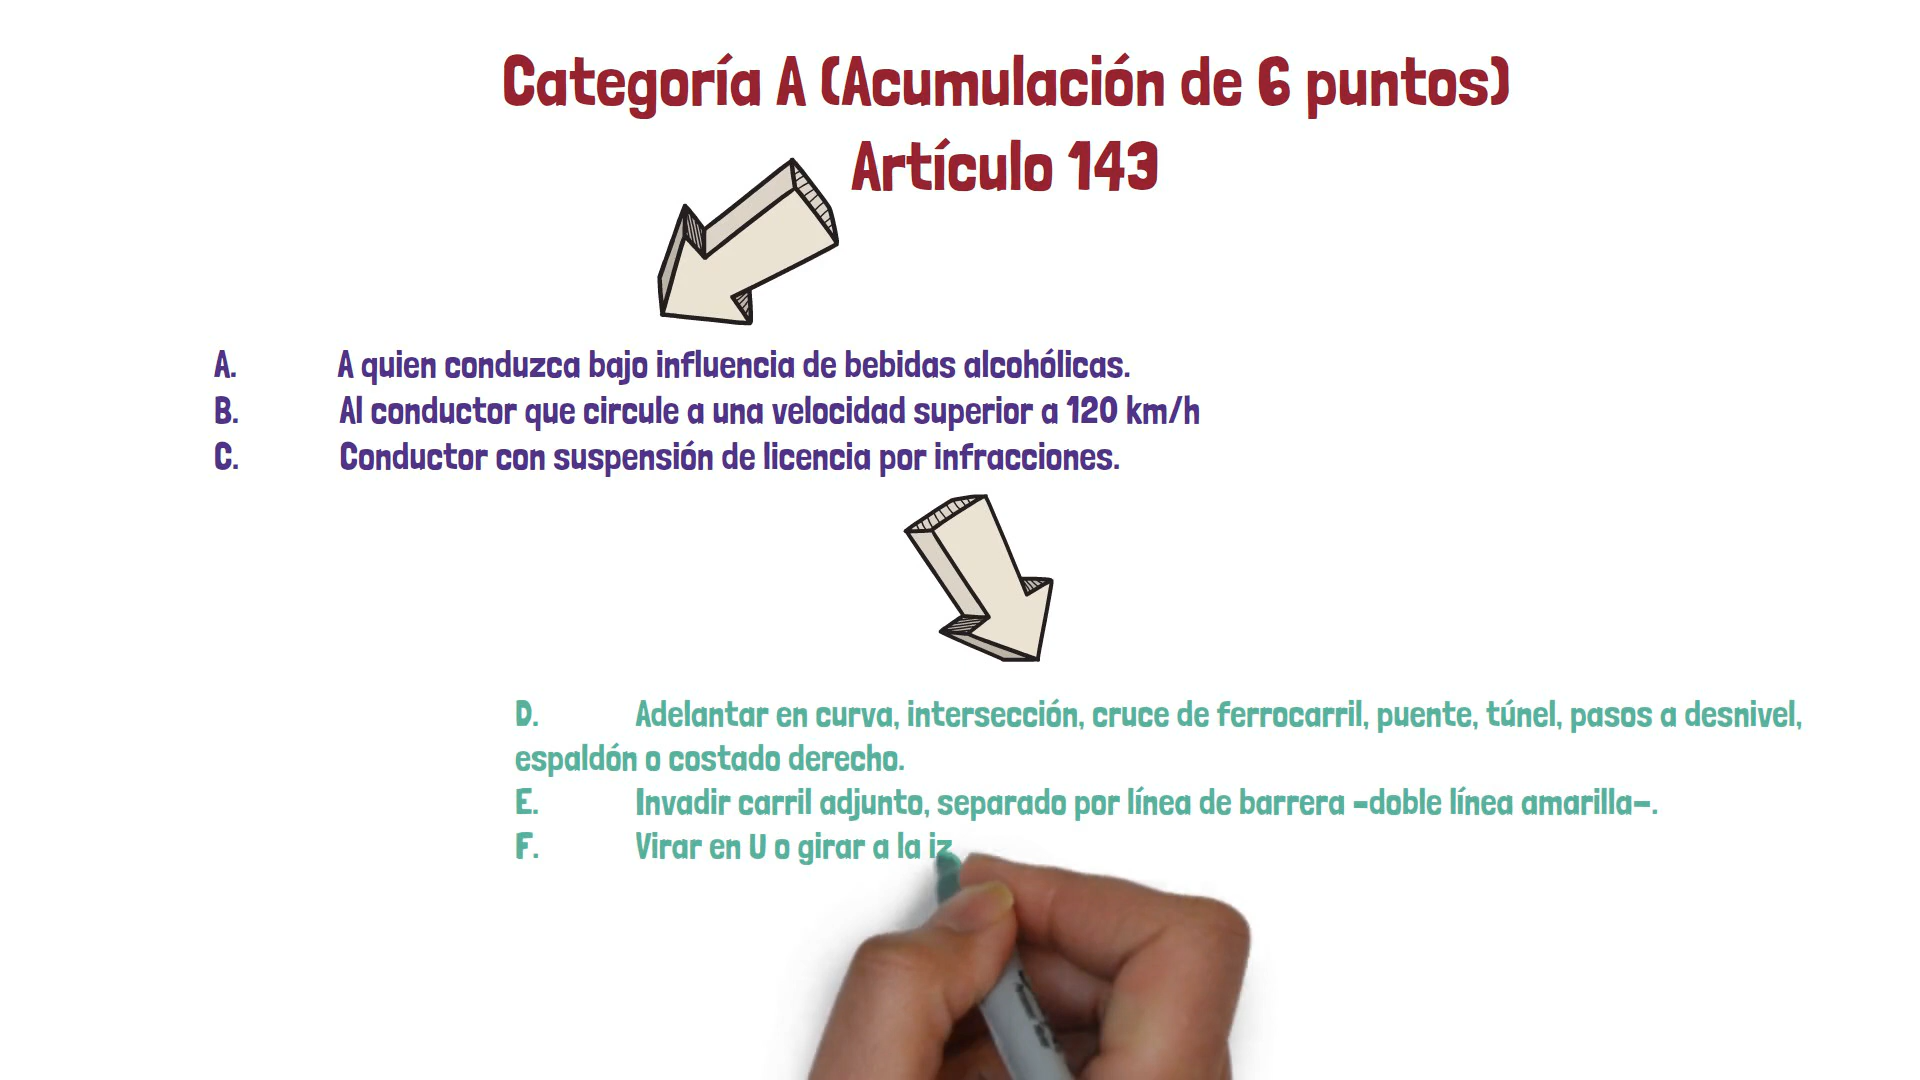 Categoría A (Acumulación de 6 puntos)
Artículo 143
A. A quien conduzca bajo influencia de bebidas alcohólicas.
B. Al conductor que circule a una velocidad superior a 120 km/h
C. Conductor con suspensión de licencia por infracciones.
D. Adelantar en curva, intersección, cruce de ferrocarril, puente, túnel, pasos a desnivel,
espaldón o costado derecho.
E. Invadir carril adjunto, separado por línea de barrera –doble línea amarilla–.
F. Virar en U o girar a la iz